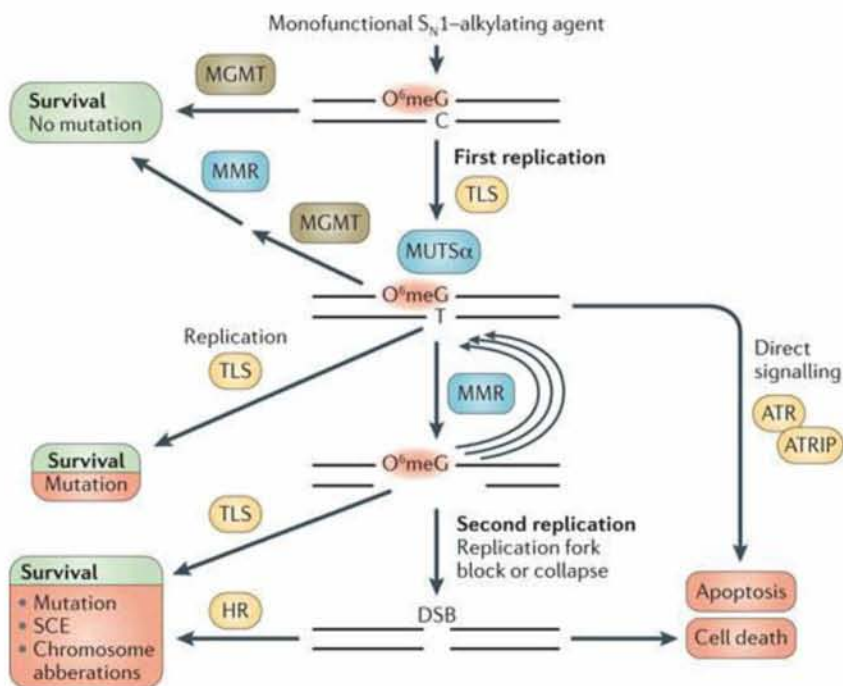 Monofunctional S_N1–alkylating agent
MGMT
O⁶meG
C
Survival
No mutation
First replication
TLS
MMR
MGMT
MUTSα
O⁶meG
T
Replication
TLS
Direct
signalling
ATR
ATRIP
MMR
Survival
Mutation
O⁶meG
TLS
Second replication
Replication fork
block or collapse
Survival
• Mutation
• SCE
• Chromosome
abberations
HR
DSB
Apoptosis
Cell death